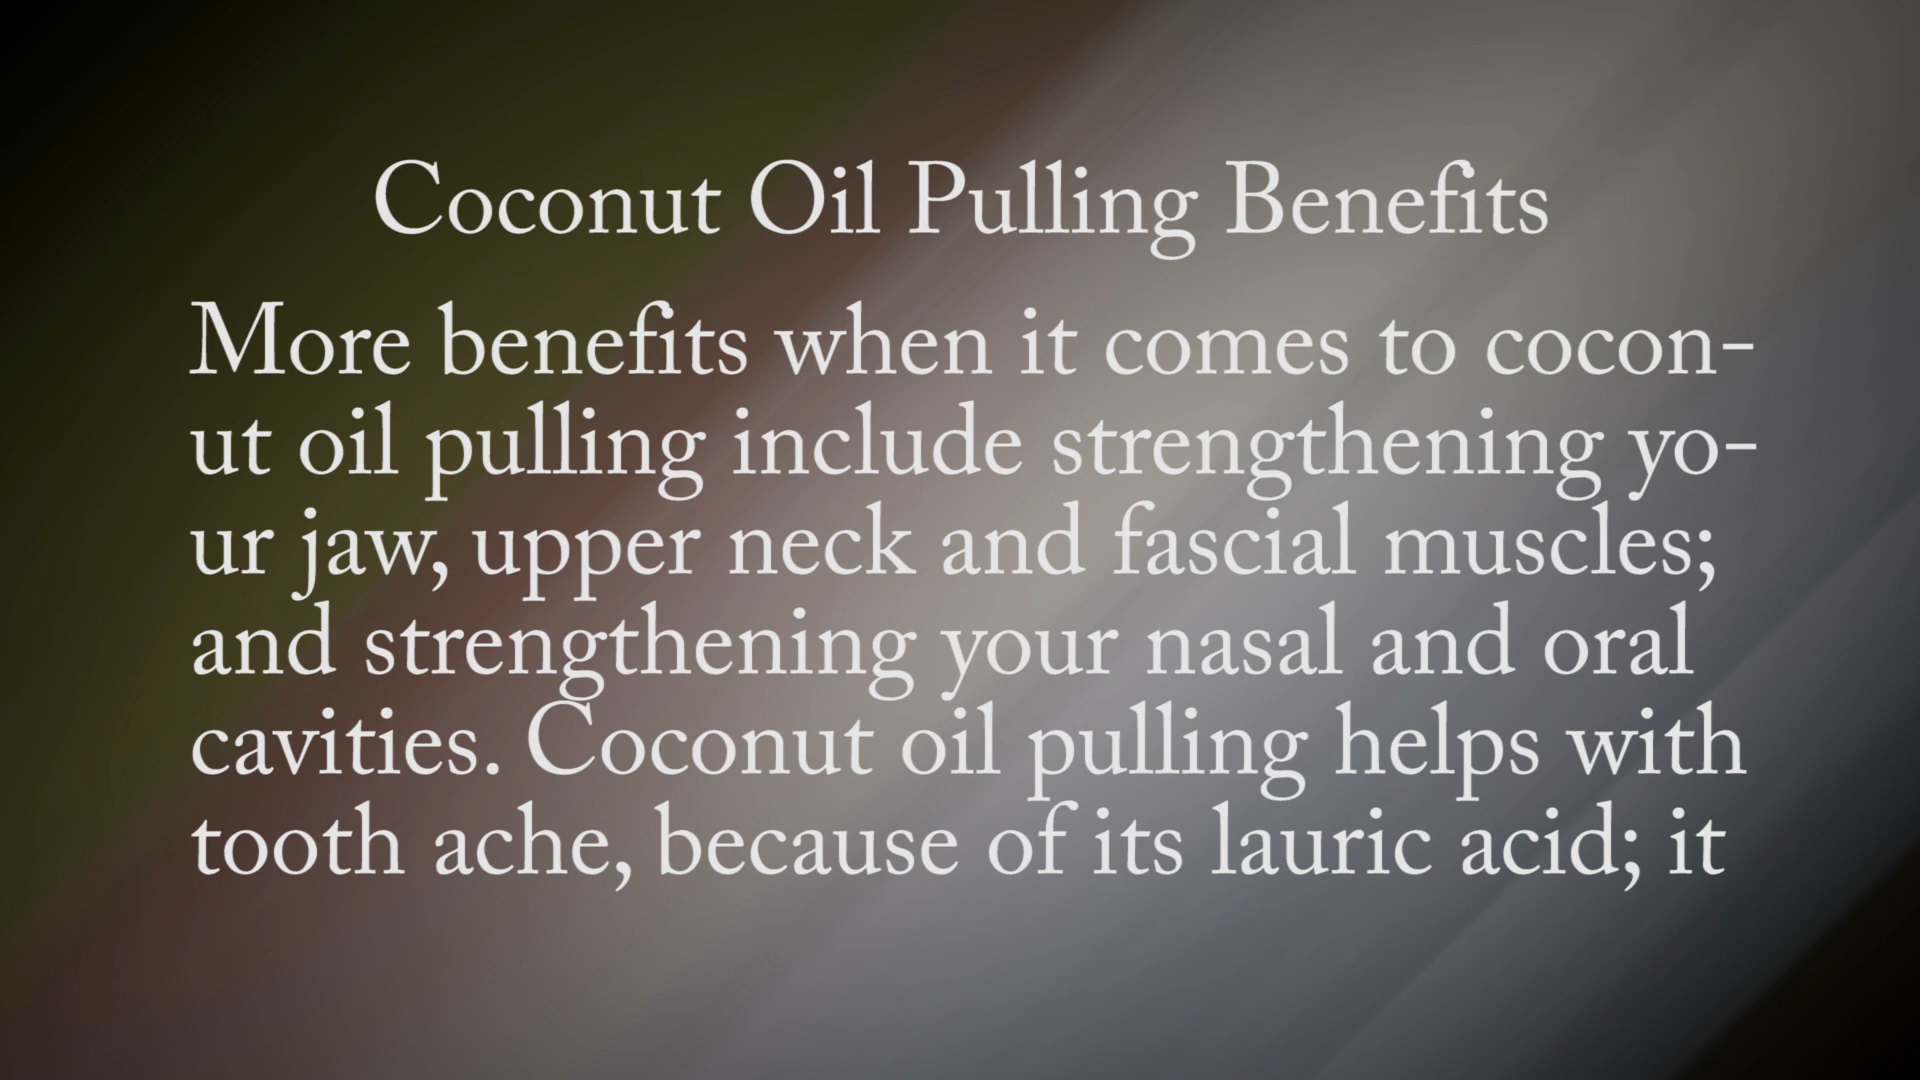 Coconut Oil Pulling Benefits
More benefits when it comes to cocon-
ut oil pulling include strengthening yo-
ur jaw, upper neck and fascial muscles;
and strengthening your nasal and oral
cavities. Coconut oil pulling helps with
tooth ache, because of its lauric acid; it